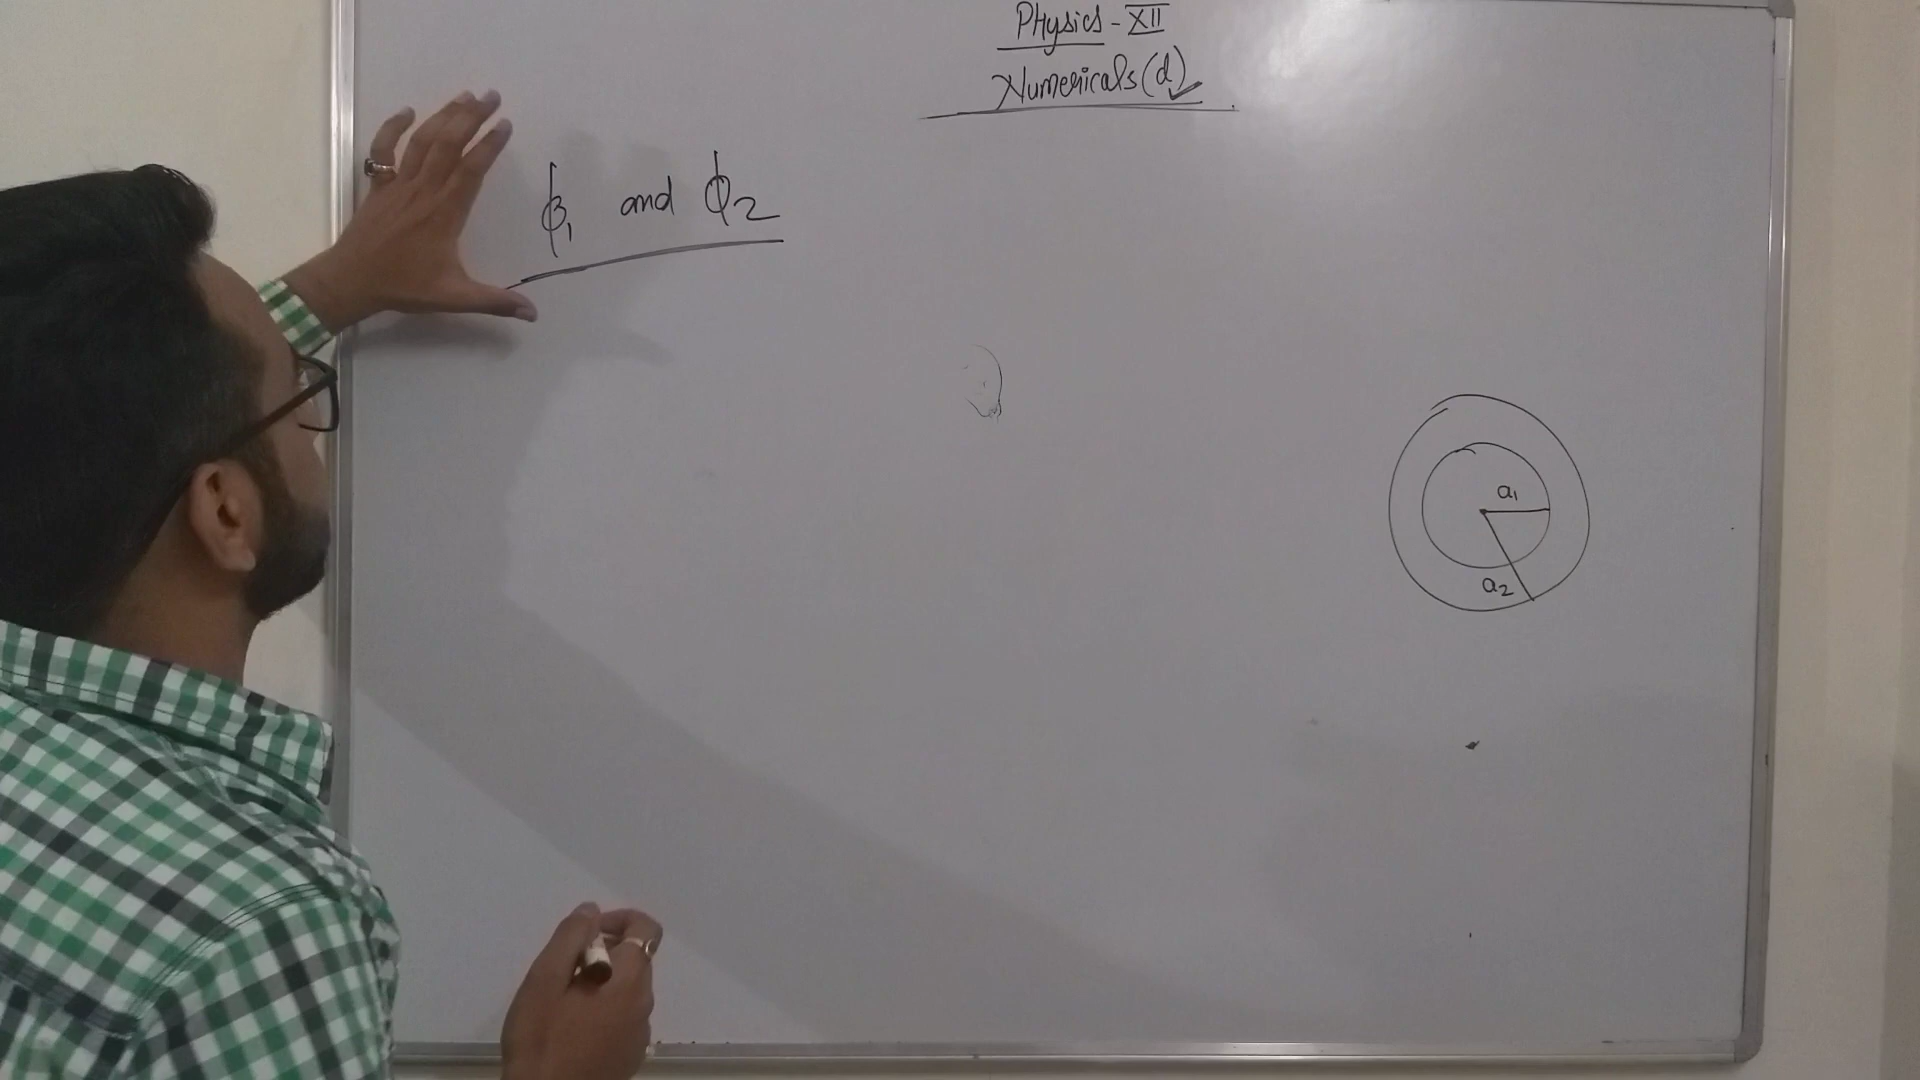 Physics - XII
Numericals (d)
ϕ₁ and ϕ₂
a₁
a₂